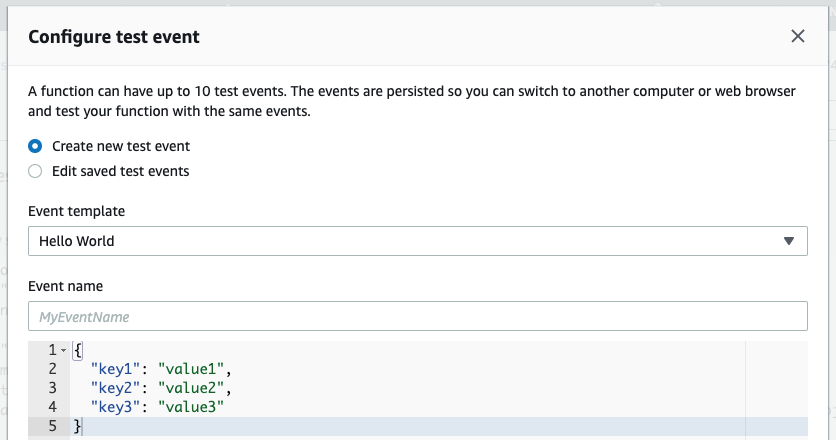 Configure test event
A function can have up to 10 test events. The events are persisted so you can switch to another computer or web browser
and test your function with the same events.
Create new test event
Edit saved test events
Event template
Hello World
Event name
MyEventName
1 {
2 "key1": "value1",
3 "key2": "value2",
4 "key3": "value3"
5 }